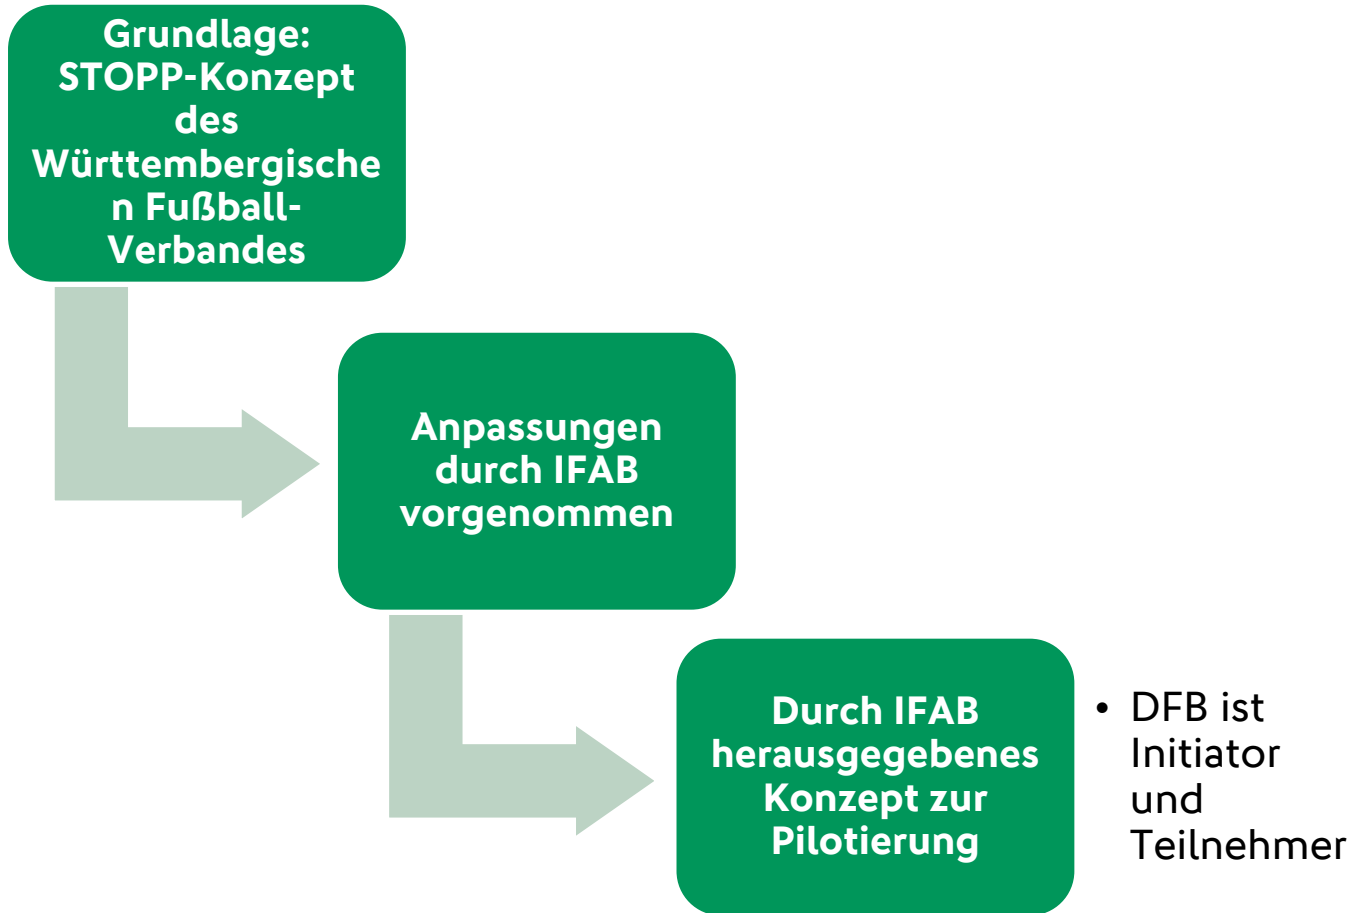 Grundlage:
STOPP-Konzept
des
Württembergische
n Fußball-
Verbandes
Anpassungen
durch IFAB
vorgenommen
Durch IFAB
herausgegebenes
Konzept zur
Pilotierung
• DFB ist
Initiator
und
Teilnehmer